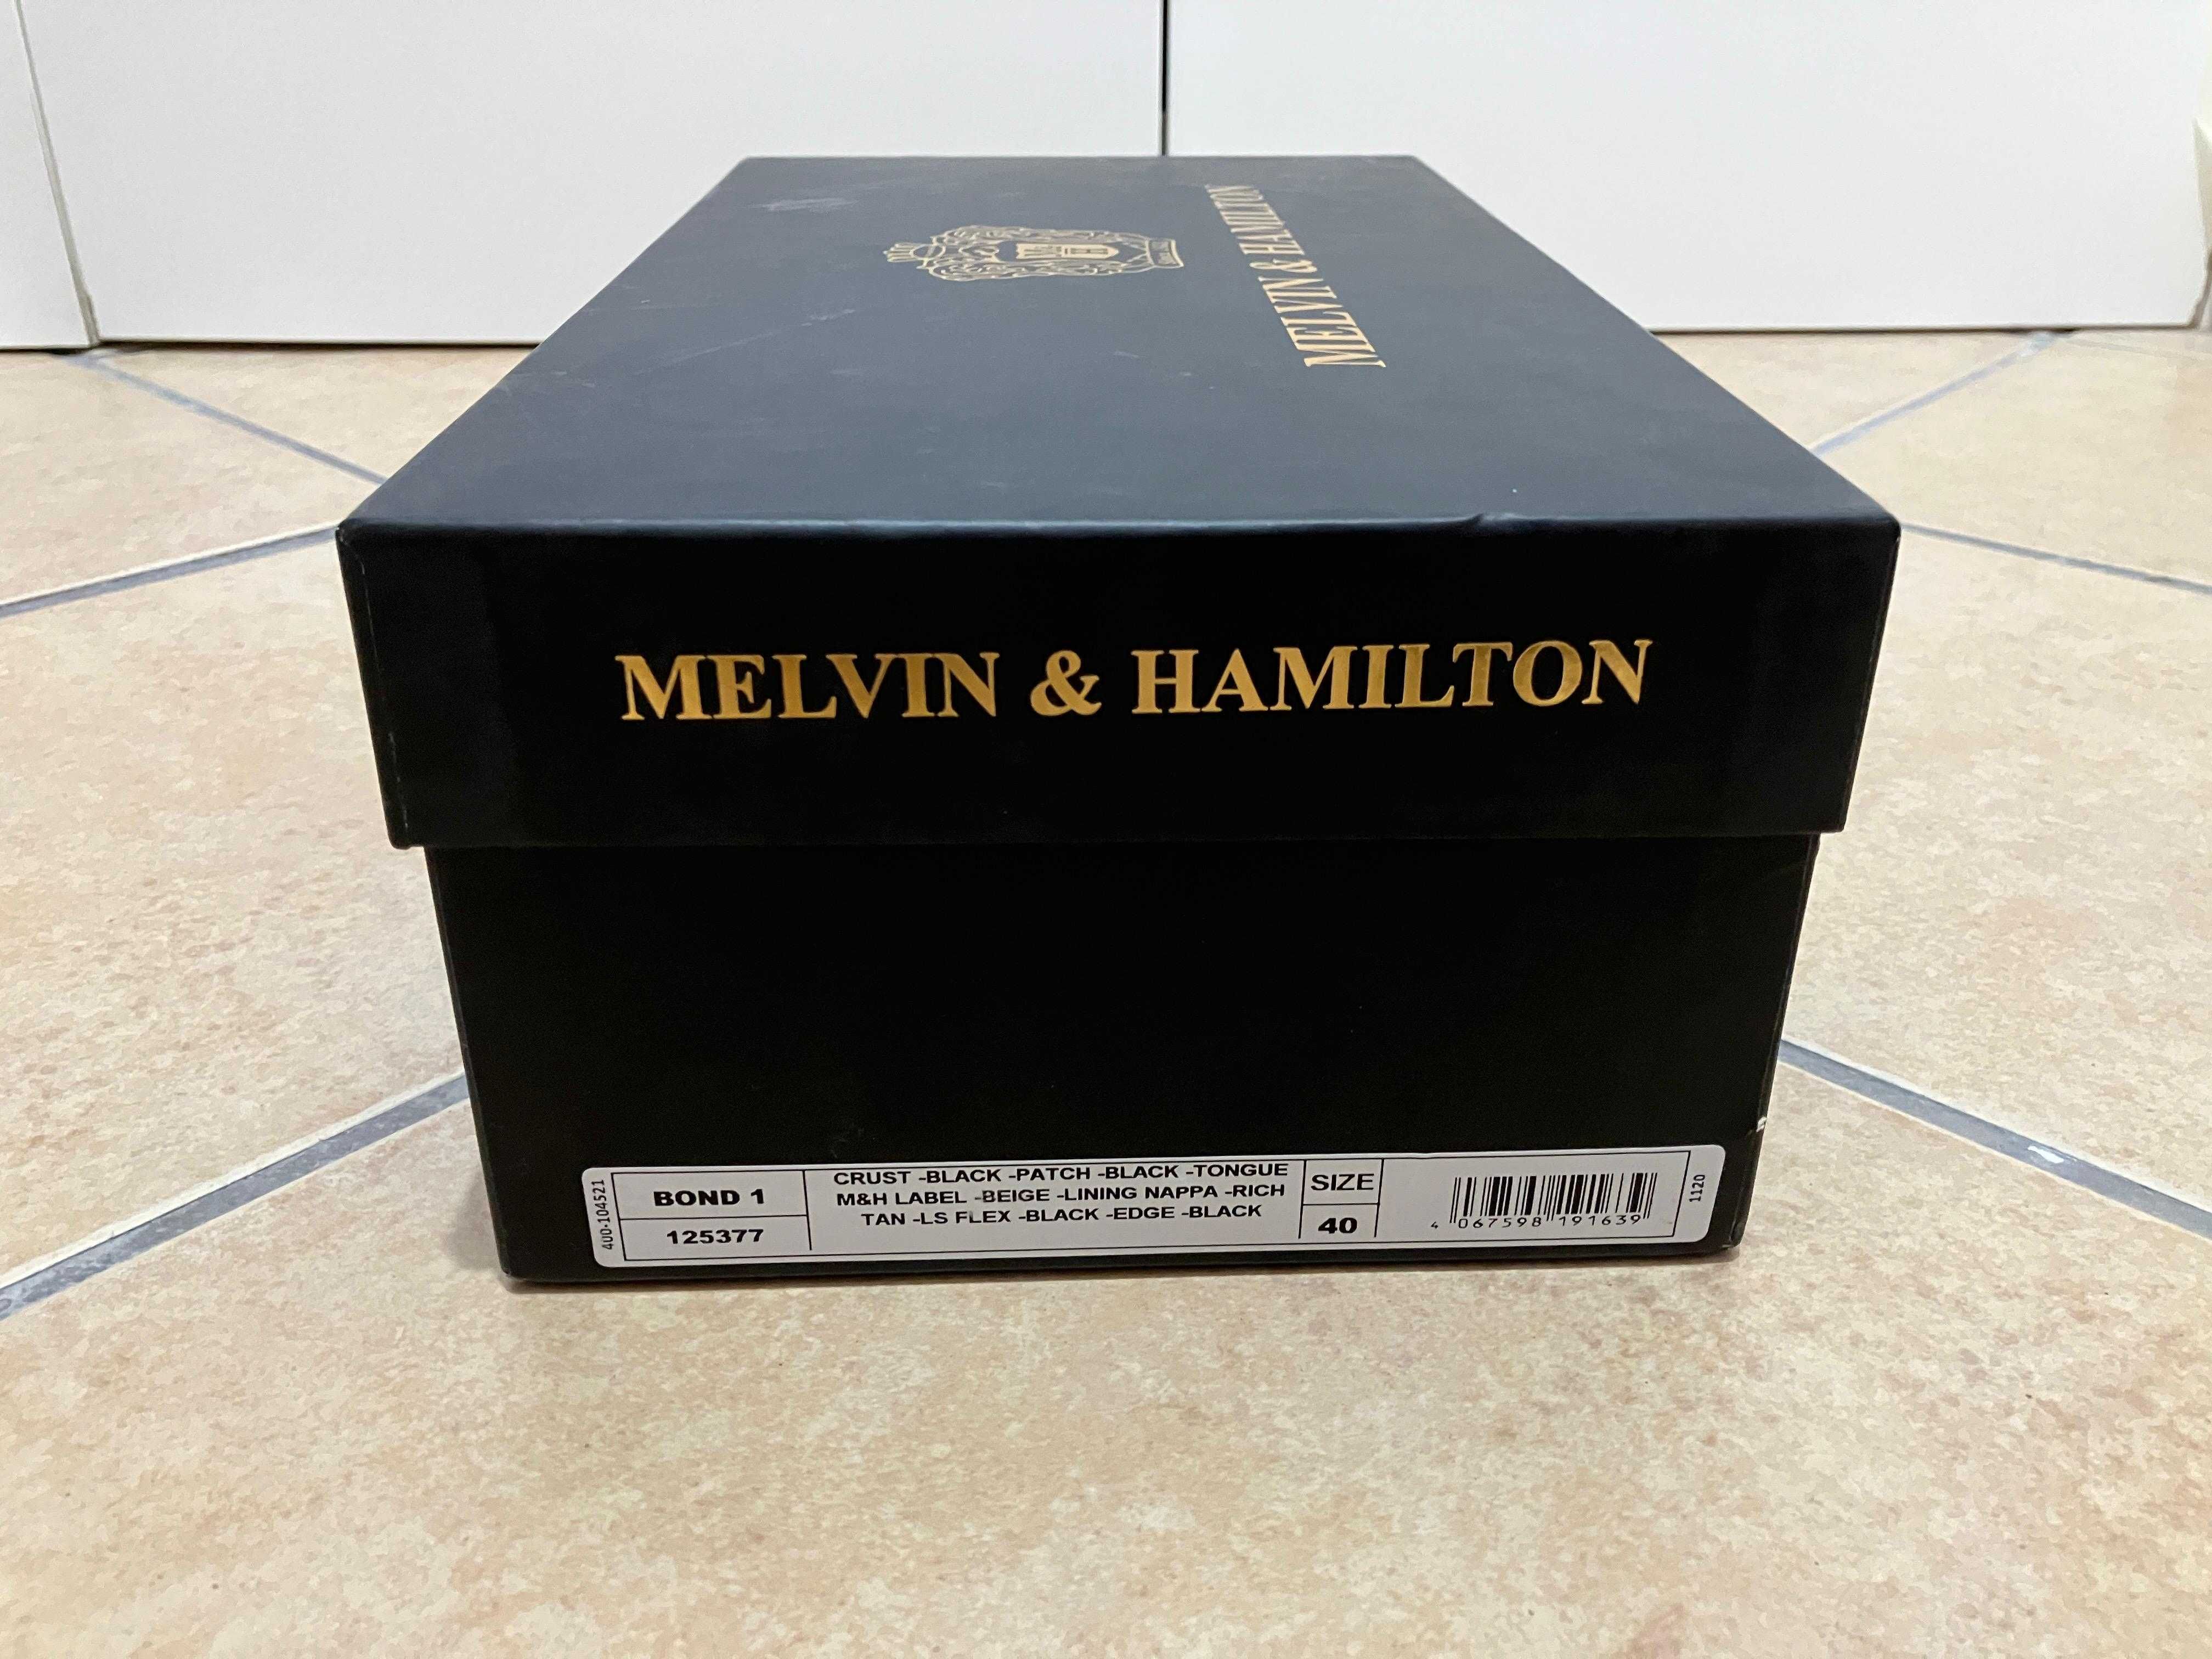 MELVIN & HAMILTON
MELVIN & HAMILTON
400-104521
BOND 1
125377
CRUST -BLACK -PATCH -BLACK -TONGUE
M&H LABEL -BEIGE -LINING NAPPA -RICH
TAN -LS FLEX -BLACK -EDGE -BLACK
SIZE
40
4 067598 191639
1120